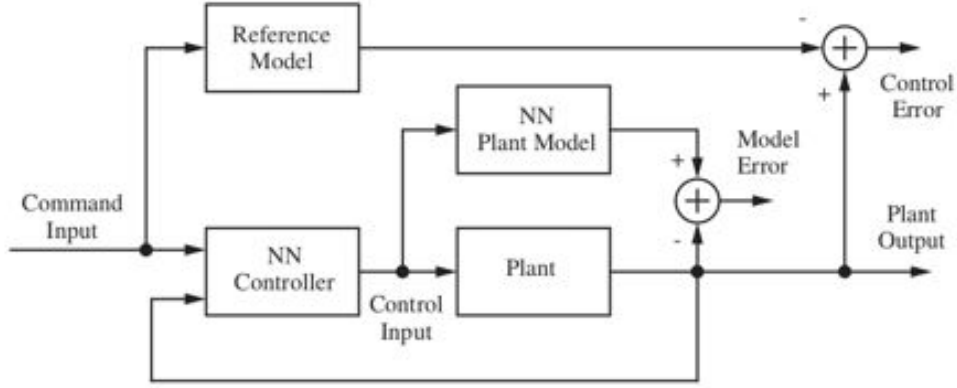 Reference
Model
-
+
+
Control
Error
NN
Plant Model
Model
Error
+
+
-
Command
Input
NN
Controller
Control
Input
Plant
Plant
Output